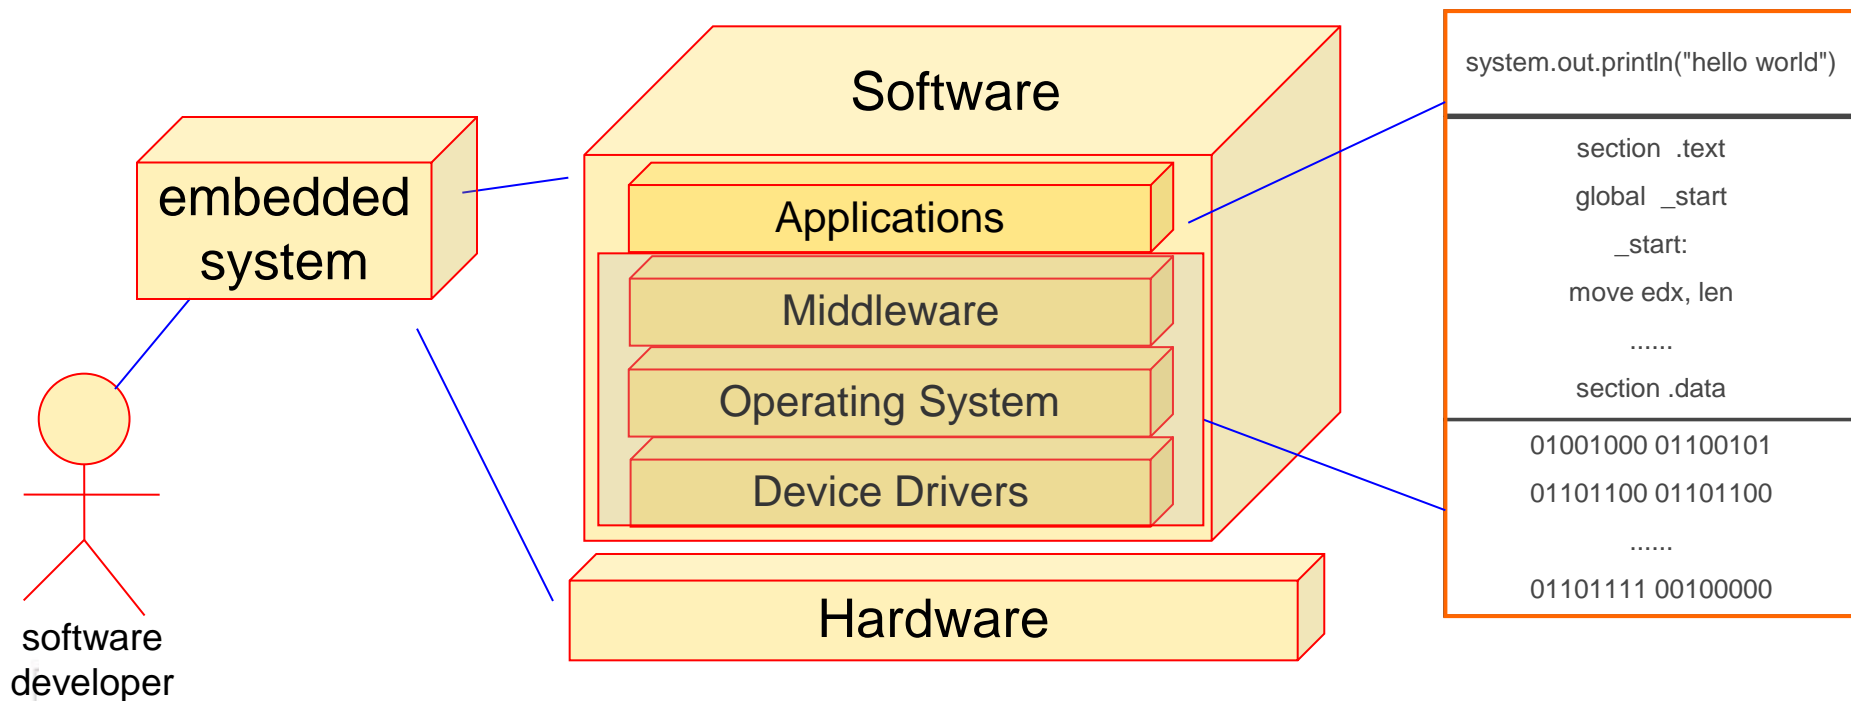 embedded
system
software
developer
Software
Applications
Middleware
Operating System
Device Drivers
Hardware
system.out.println("hello world")
section .text
global _start
_start:
move edx, len
......
section .data
01001000 01100101
01101100 01101100
......
01101111 00100000